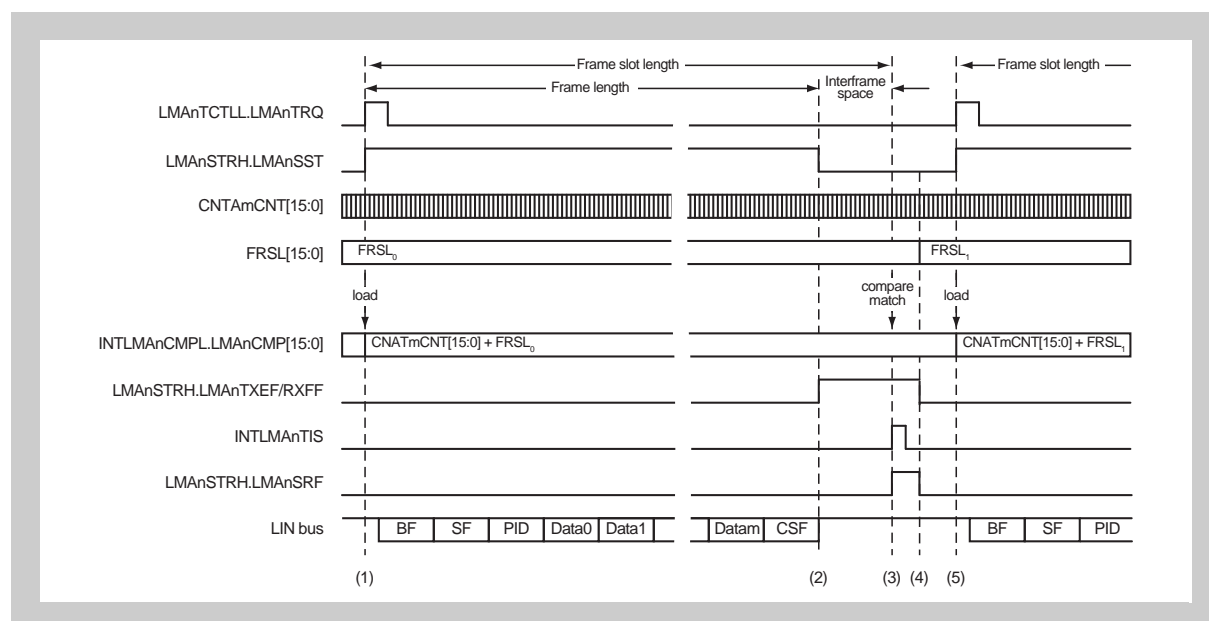 Frame slot length
Frame slot length
Frame length
Interframe
space
LMAnTCTLL.LMAnTRQ
LMAnSTRH.LMAnSST
CNTAmCNT[15:0]
FRSL[15:0]
FRSL0
FRSL1
load
compare
match
load
INTLMAnCMPL.LMAnCMP[15:0]
CNATmCNT[15:0] + FRSL0
CNATmCNT[15:0] + FRSL1
LMAnSTRH.LMAnTXEF/RXFF
INTLMAnTIS
LMAnSTRH.LMAnSRF
LIN bus
BF SF PID Data0 Data1 Datam CSF BF SF PID
(1) (2) (3) (4) (5)